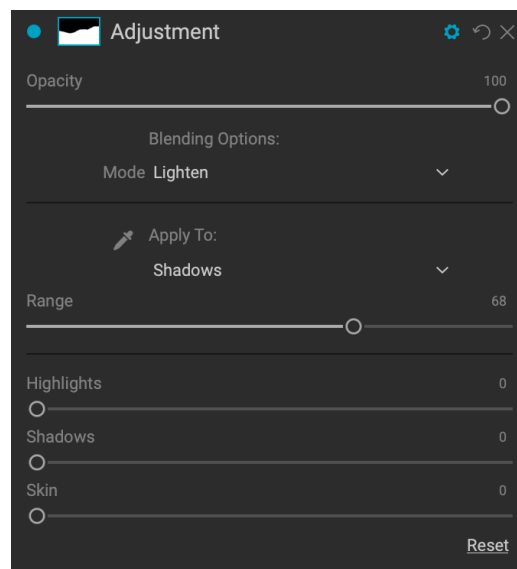 Adjustment
Opacity 100
Blending Options:
Mode Lighten
Apply To:
Shadows
Range 68
Highlights 0
Shadows 0
Skin 0
Reset